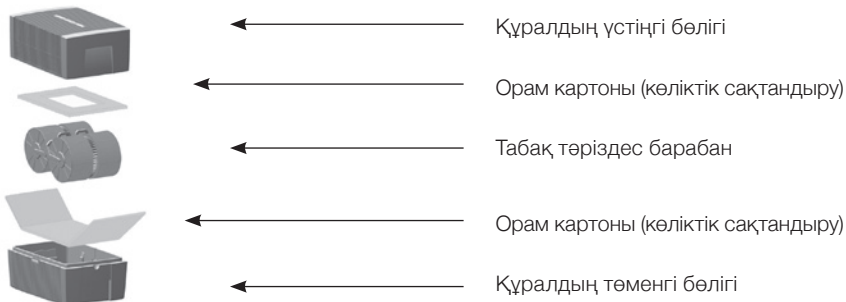 Құралдың үстіңгі бөлігі
Орам картоны (көліктік сақтандыру)
Табақ тәріздес барабан
Орам картоны (көліктік сақтандыру)
Құралдың төменгі бөлігі